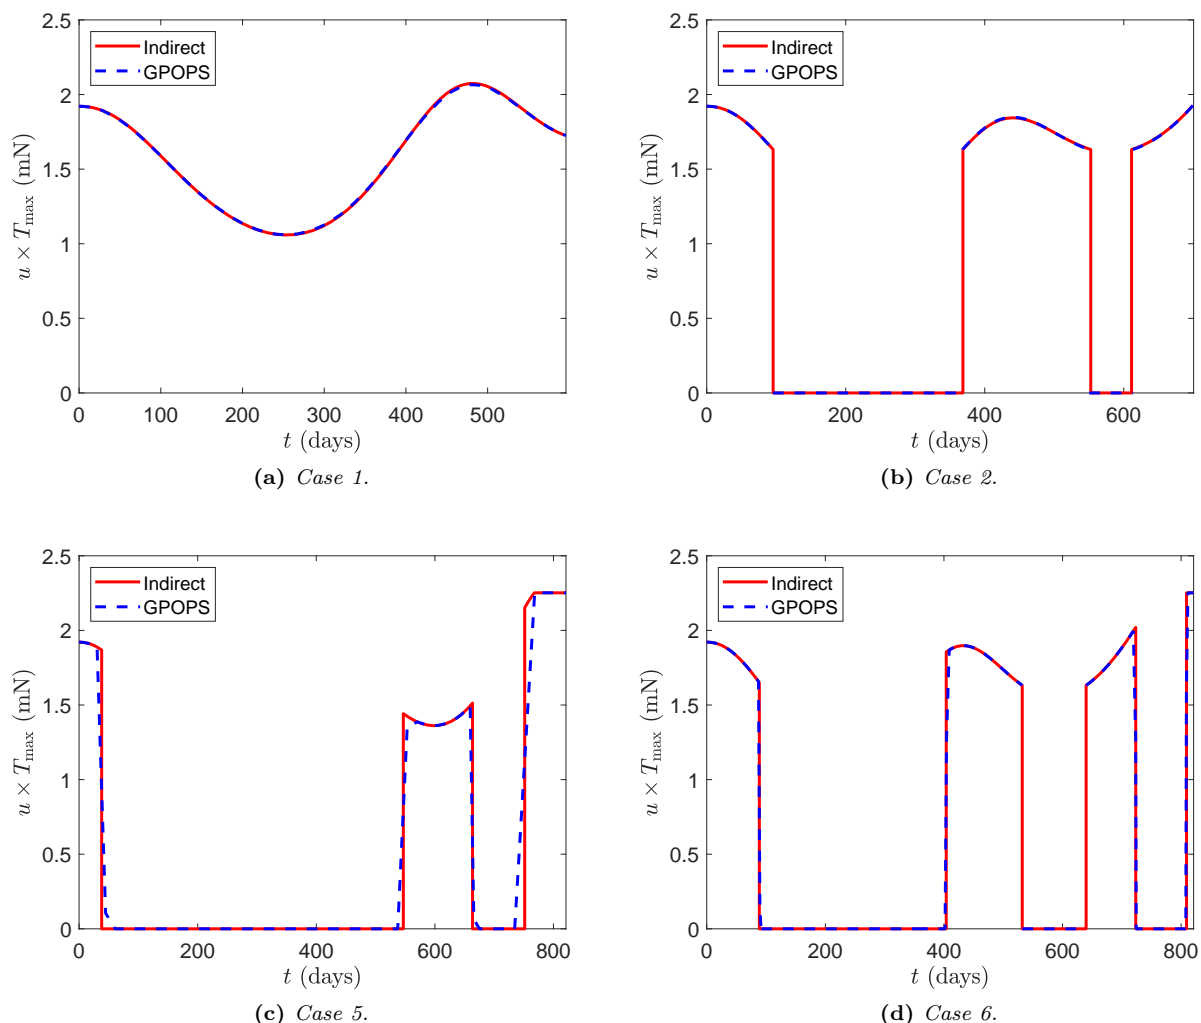 2.5
2
1.5
1
0.5
0
u × T_max (mN)
Indirect
GPOPS
0 100 200 300 400 500
t (days)
(a) Case 1.
2.5
2
1.5
1
0.5
0
u × T_max (mN)
Indirect
GPOPS
0 200 400 600
t (days)
(b) Case 2.
2.5
2
1.5
1
0.5
0
u × T_max (mN)
Indirect
GPOPS
0 200 400 600 800
t (days)
(c) Case 5.
2.5
2
1.5
1
0.5
0
u × T_max (mN)
Indirect
GPOPS
0 200 400 600 800
t (days)
(d) Case 6.